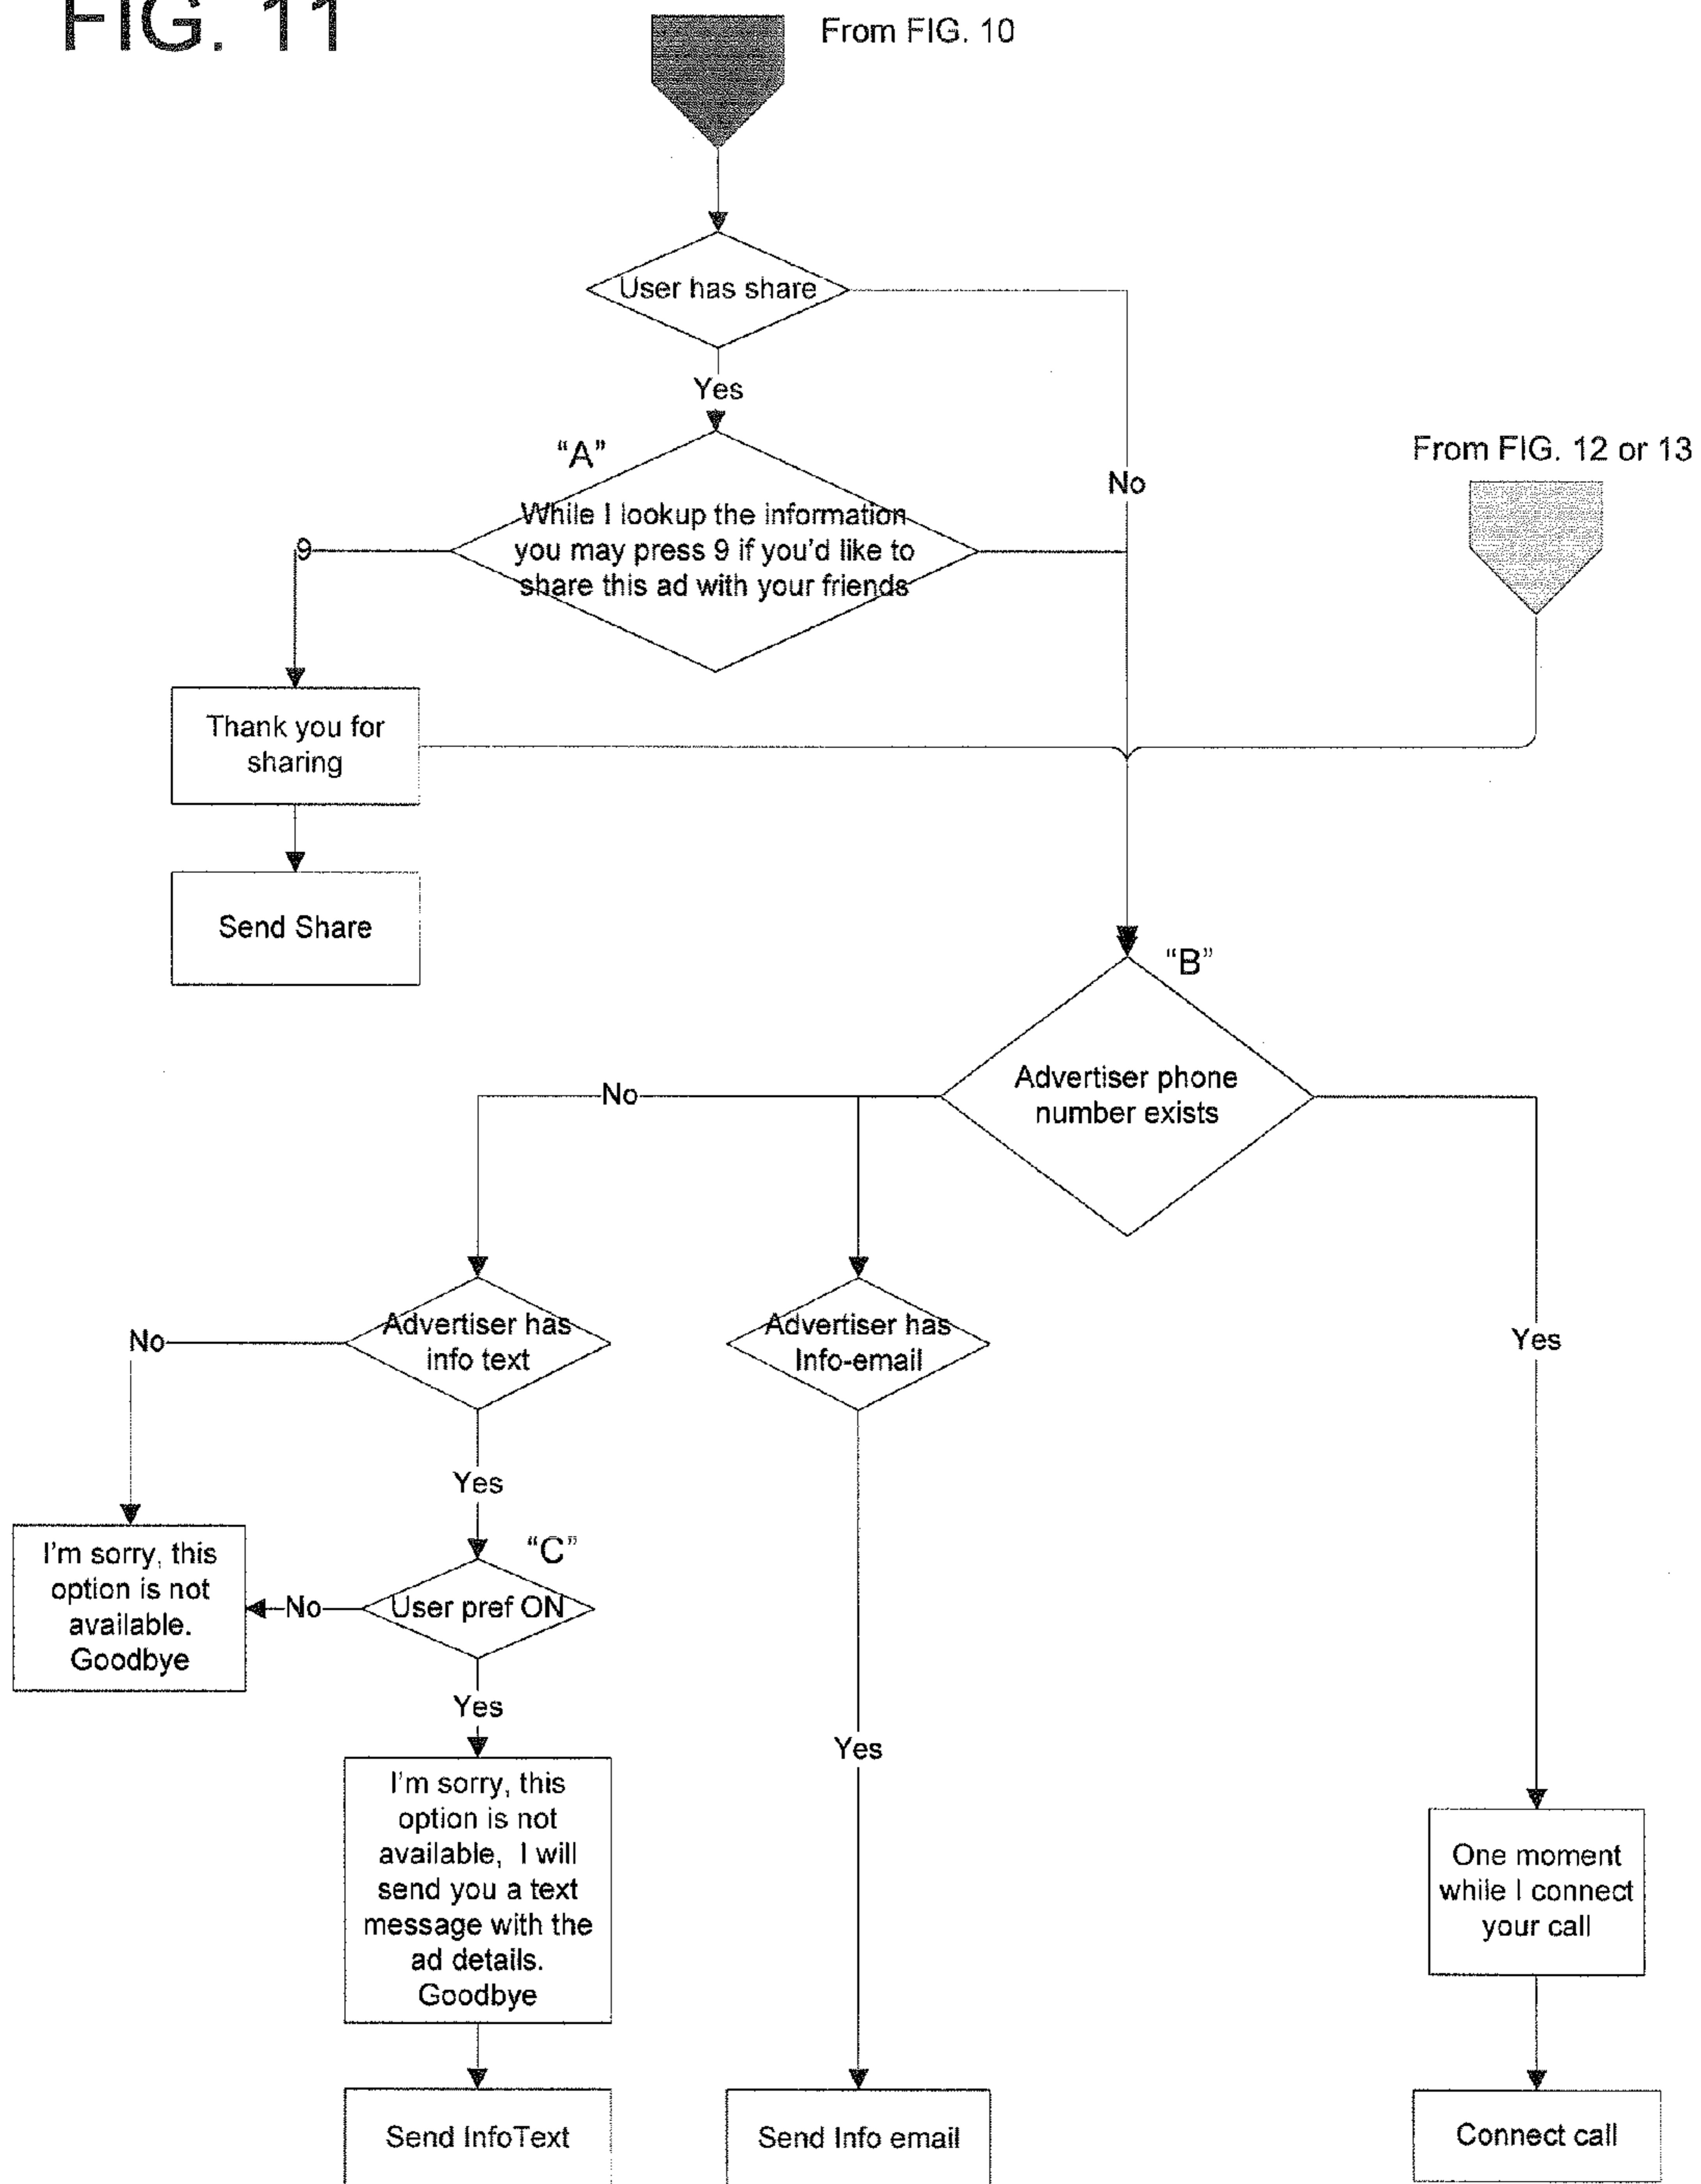 FIG. 11
From FIG. 10
User has share
Yes
"A"
From FIG. 12 or 13
No
While I lookup the information
you may press 9 if you'd like to
share this ad with your friends
9
Thank you for
sharing
Send Share
"B"
Advertiser phone
number exists
No
Advertiser has
info text
Advertiser has
Info-email
No
Yes
Yes
"C"
I'm sorry, this
option is not
available.
Goodbye
No
User pref ON
Yes
Yes
I'm sorry, this
option is not
available, I will
send you a text
message with the
ad details.
Goodbye
One moment
while I connect
your call
Send InfoText
Send Info email
Connect call